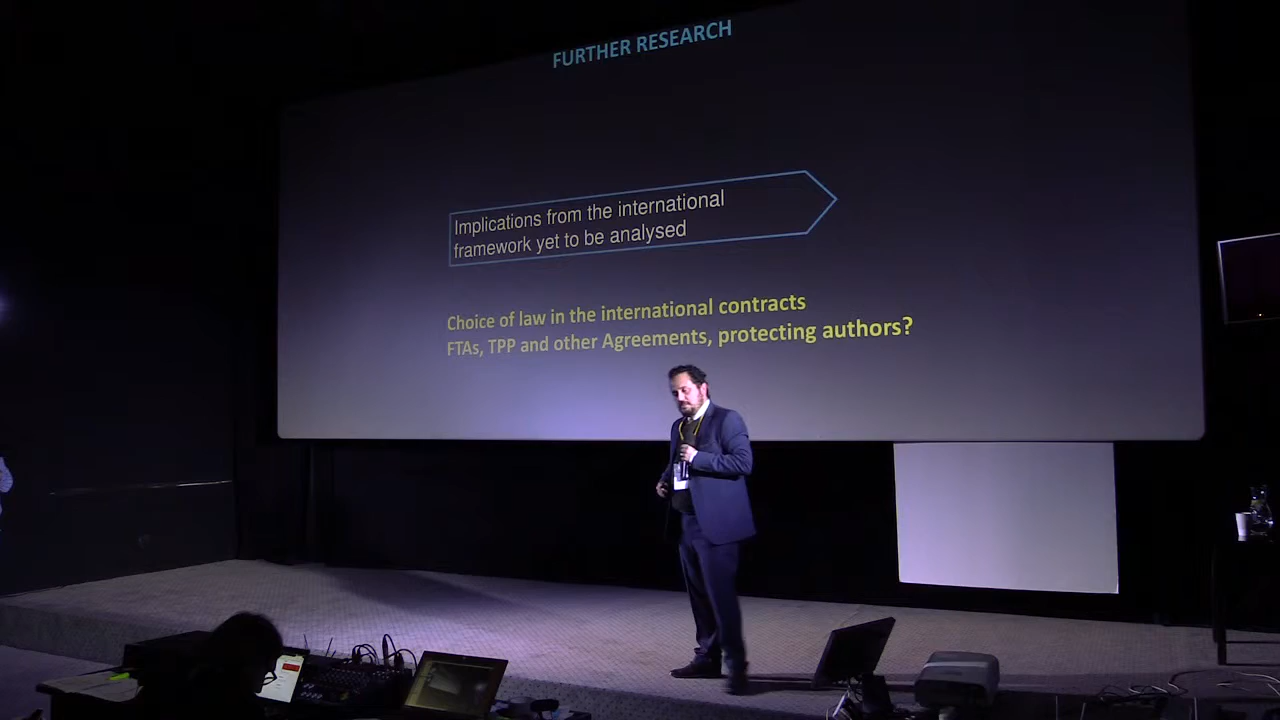 FURTHER RESEARCH
Implications from the international
framework yet to be analysed
Choice of law in the international contracts
FTAs, TPP and other Agreements, protecting authors?